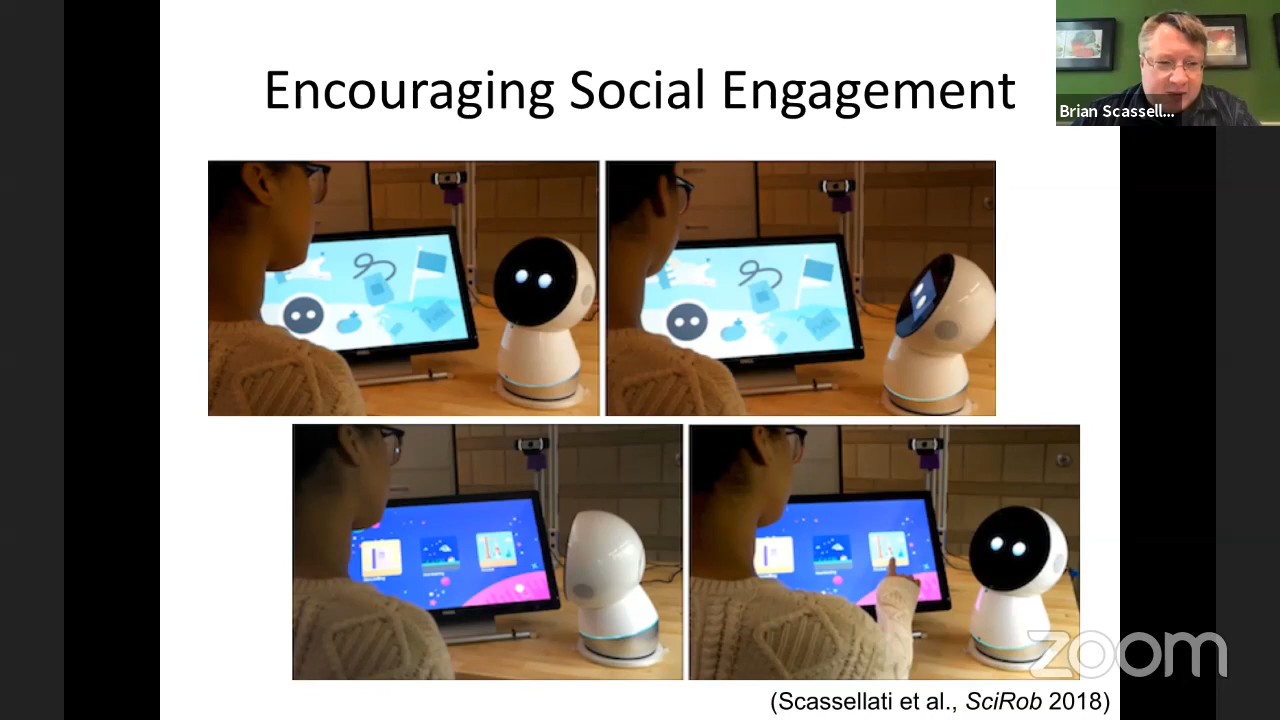 Encouraging Social Engagement
Brian Scassell...
zoom
(Scassellati et al., SciRob 2018)